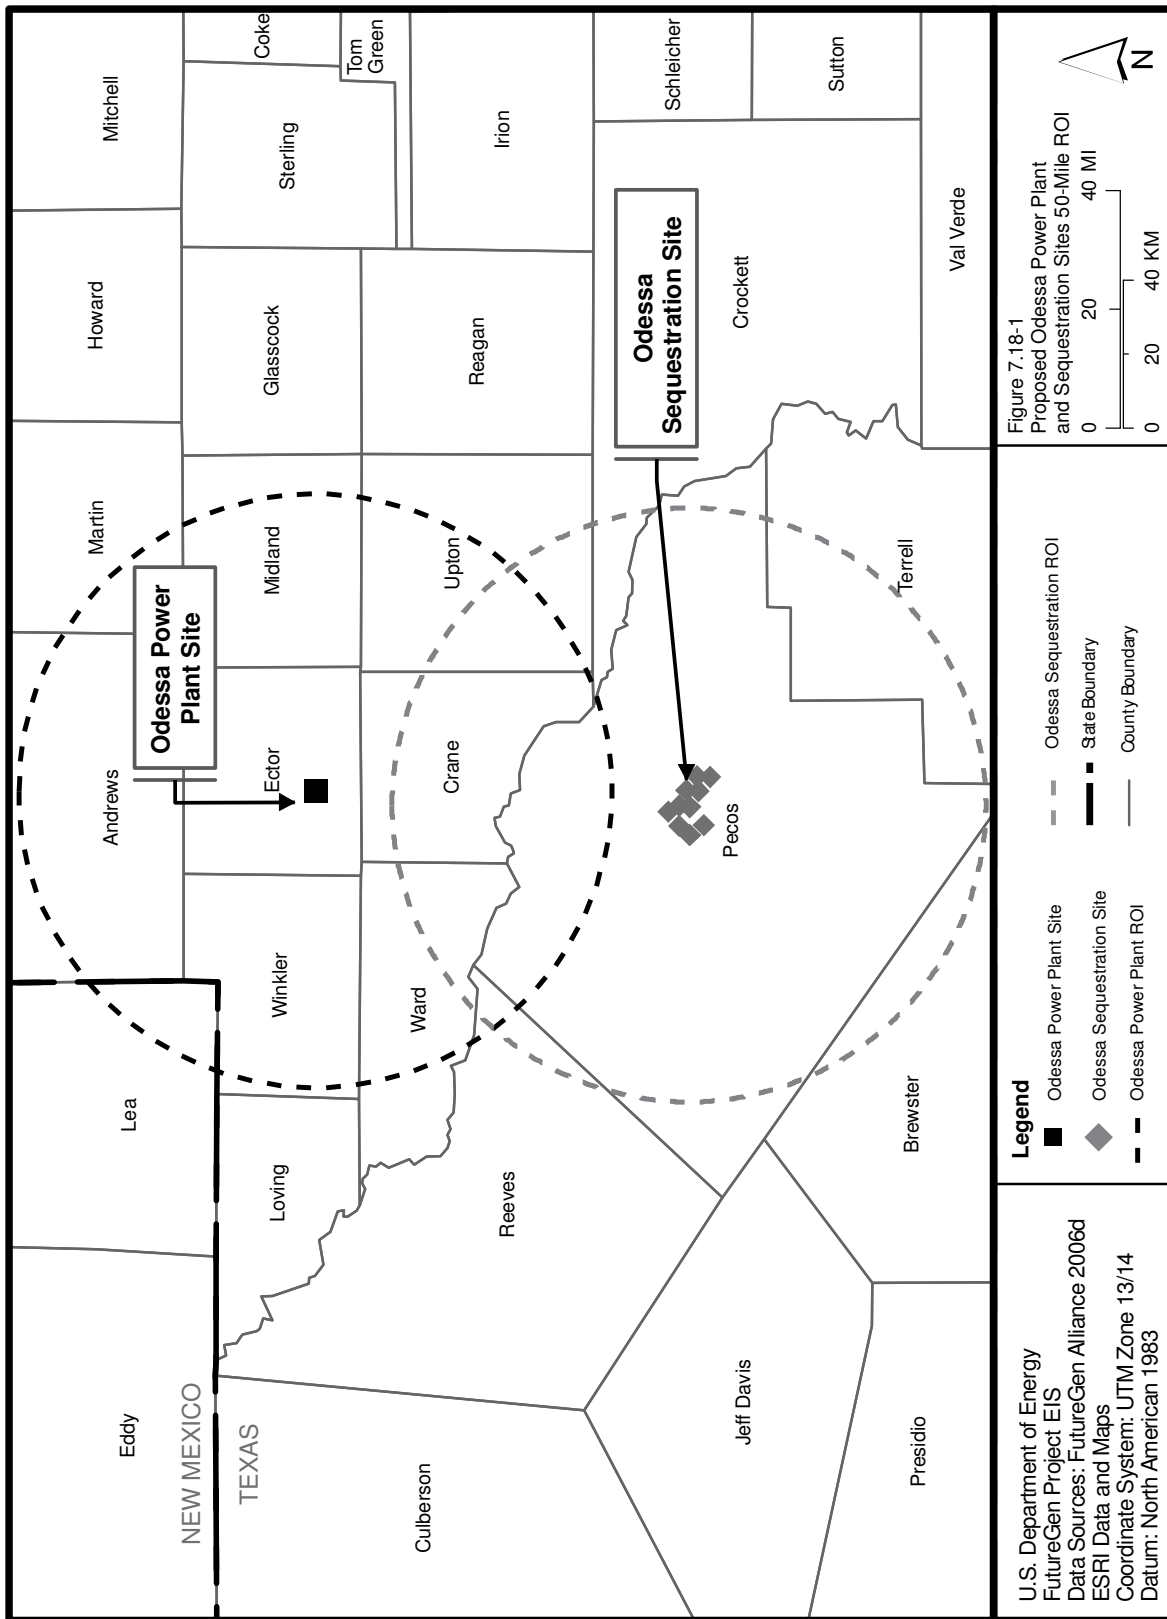 Eddy
Lea
Andrews
Martin
Howard
Mitchell
NEW MEXICO
TEXAS
Loving
Winkler
Ector
Odessa Power
Plant Site
Midland
Glasscock
Sterling
Coke
Tom
Green
Culberson
Reeves
Ward
Crane
Upton
Reagan
Irion
Odessa
Sequestration Site
Jeff Davis
Pecos
Crockett
Schleicher
Presidio
Brewster
Terrell
Val Verde
Sutton
U.S. Department of Energy
FutureGen Project EIS
Data Sources: FutureGen Alliance 2006d
ESRI Data and Maps
Coordinate System: UTM Zone 13/14
Datum: North American 1983
Legend
Odessa Power Plant Site
Odessa Sequestration Site
Odessa Power Plant ROI
Odessa Sequestration ROI
State Boundary
County Boundary
Figure 7.18-1
Proposed Odessa Power Plant
and Sequestration Sites 50-Mile ROI
0 20 40 MI
0 20 40 KM
N